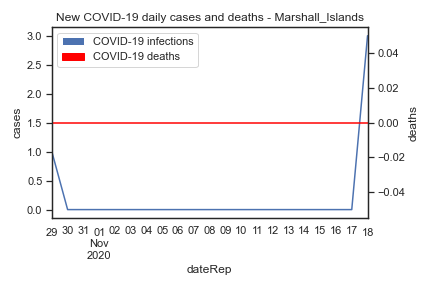 New COVID-19 daily cases and deaths - Marshall_Islands
COVID-19 infections
COVID-19 deaths
3.0
2.5
2.0
1.5
1.0
0.5
0.0
cases
0.04
0.02
0.00
−0.02
−0.04
deaths
29 30 31 01 02 03 04 05 06 07 08 09 10 11 12 13 14 15 16 17 18
Nov
2020
dateRep